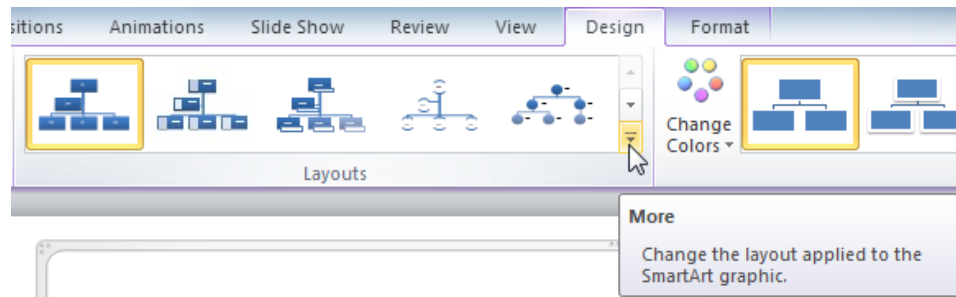 sitions Animations Slide Show Review View Design Format
Change
Colors
Layouts
More
Change the layout applied to the
SmartArt graphic.